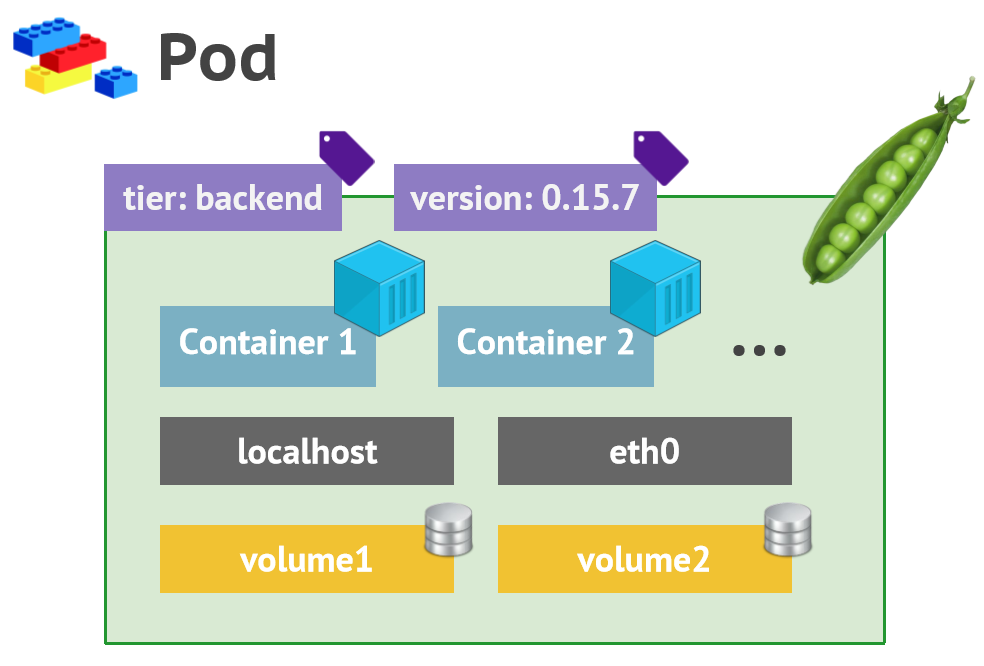 Pod
tier: backend
version: 0.15.7
Container 1
Container 2
...
localhost
eth0
volume1
volume2